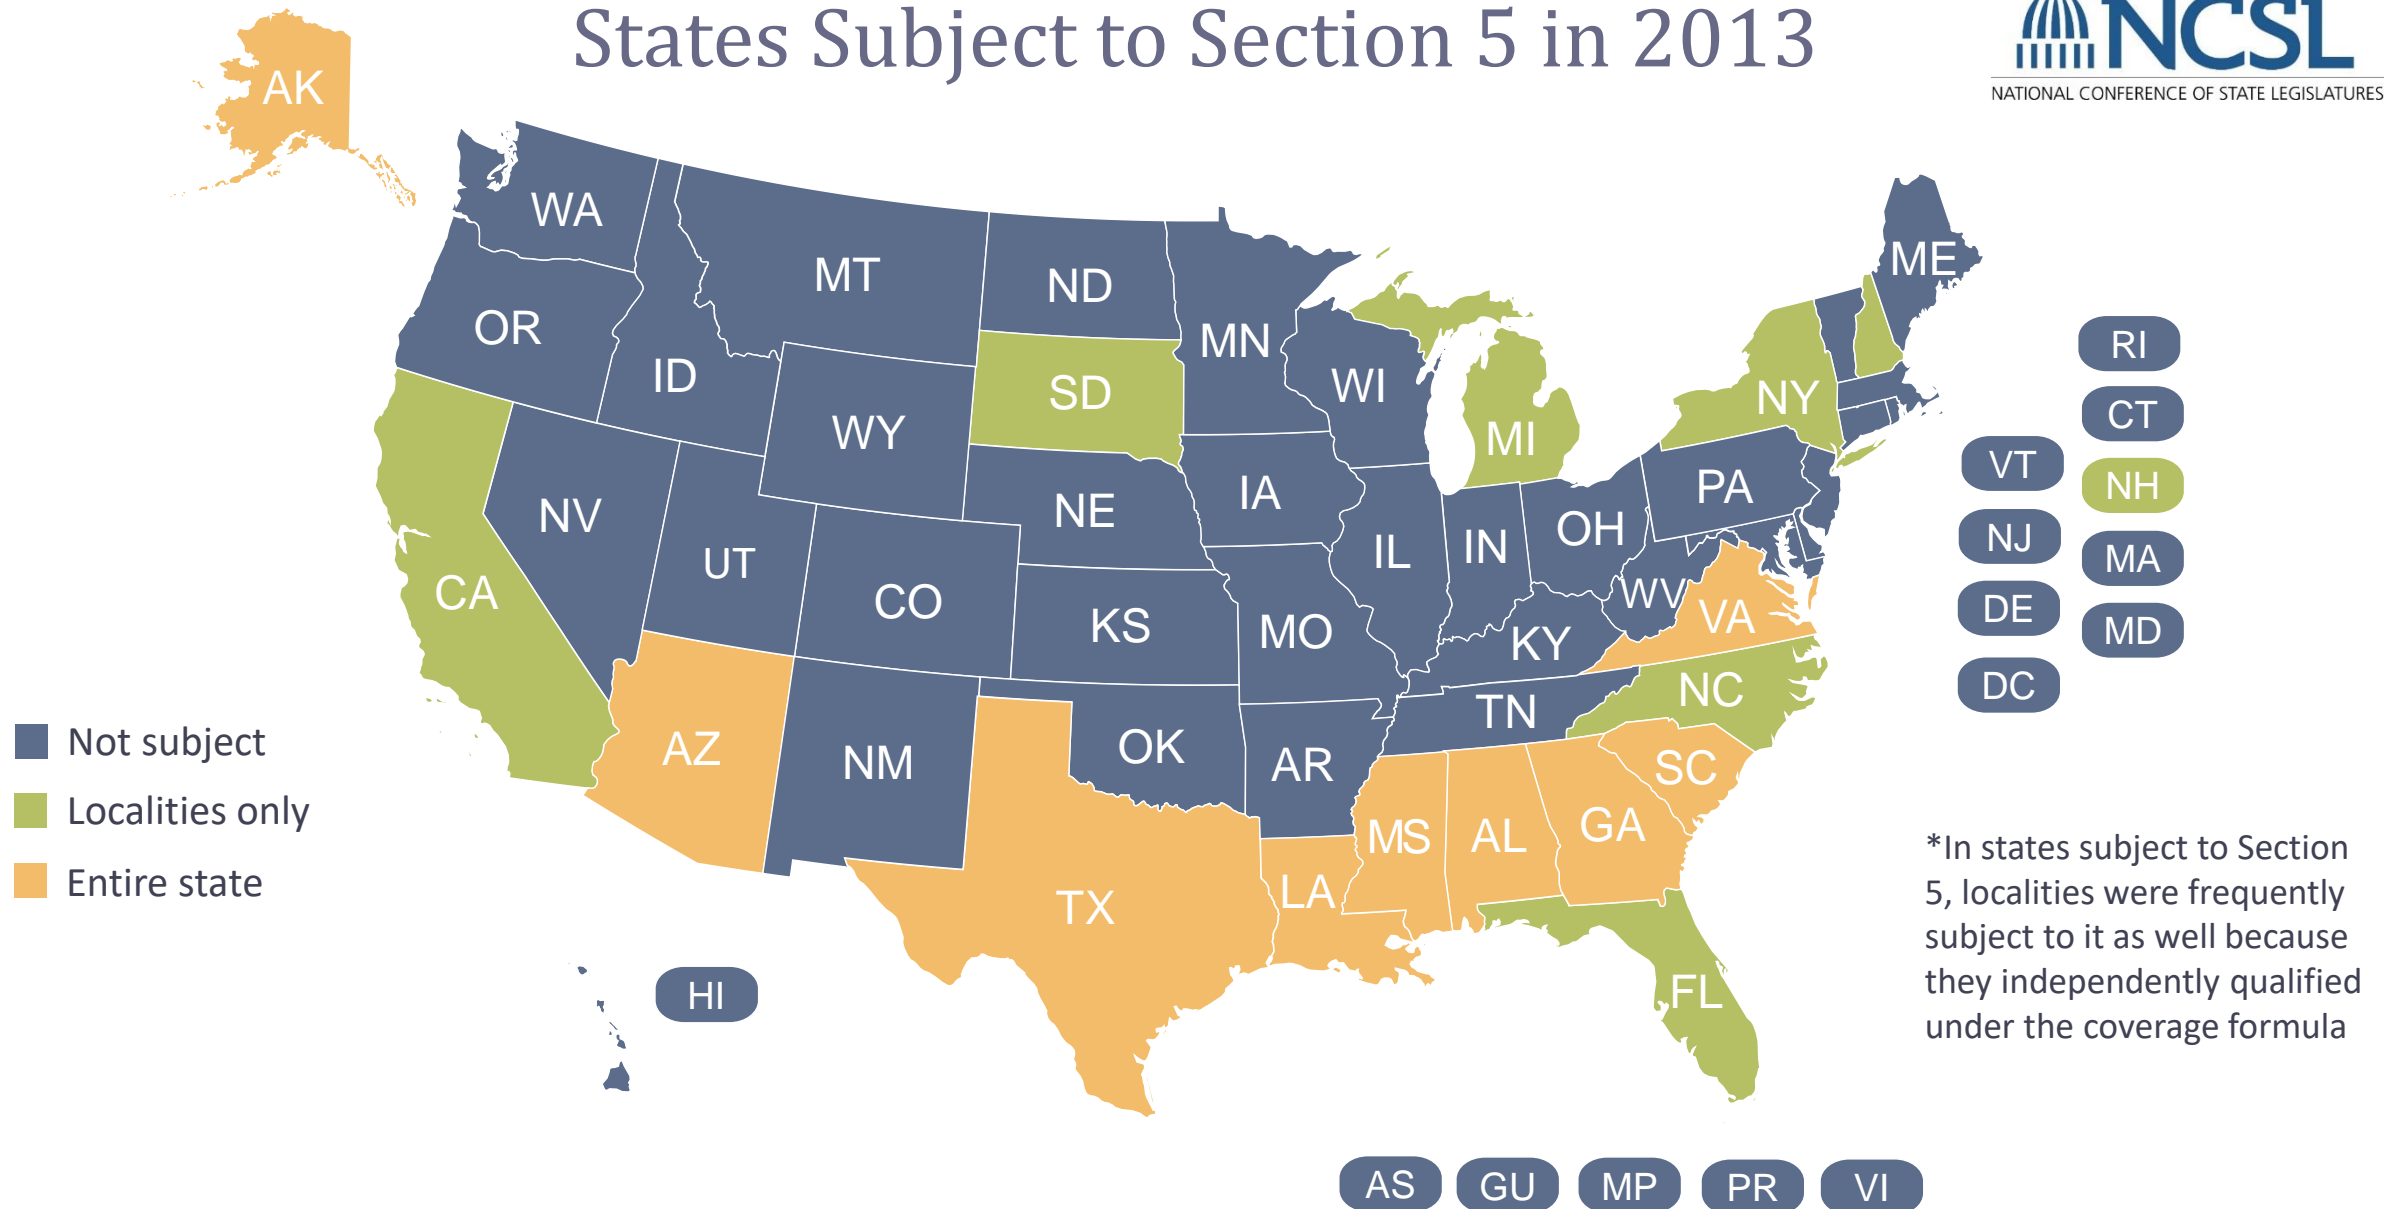 States Subject to Section 5 in 2013
NCSL
NATIONAL CONFERENCE OF STATE LEGISLATURES
AK
WA
MT
ND
MN
ME
OR
ID
WY
SD
WI
MI
NY
RI
CT
VT
NH
NJ
MA
DE
MD
DC
NV
UT
CO
NE
IA
IL
IN
OH
PA
CA
KS
MO
KY
WV
VA
AZ
NM
OK
AR
TN
NC
SC
TX
LA
MS
AL
GA
FL
HI
Not subject
Localities only
Entire state
*In states subject to Section
5, localities were frequently
subject to it as well because
they independently qualified
under the coverage formula
AS
GU
MP
PR
VI